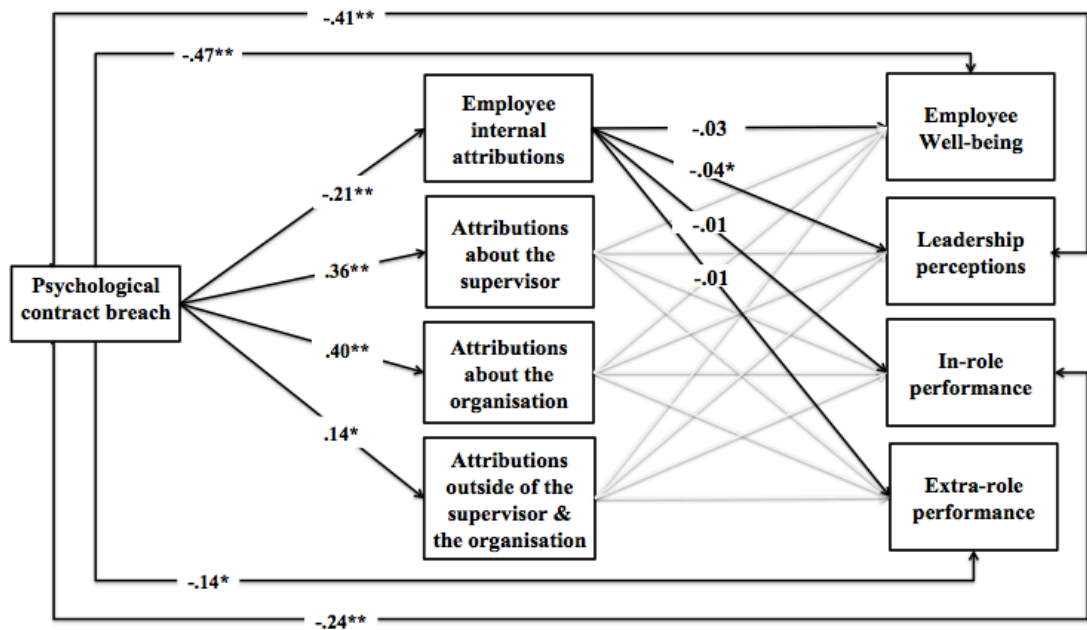 -.41**
-.47**
Employee
internal
attributions
-.03
Employee
Well-being
-.04*
-.21**
-.01
Attributions
about the
supervisor
Leadership
perceptions
.36**
-.01
Psychological
contract breach
.40**
Attributions
about the
organisation
In-role
performance
.14*
Attributions
outside of the
supervisor &
the organisation
Extra-role
performance
-.14*
-.24**